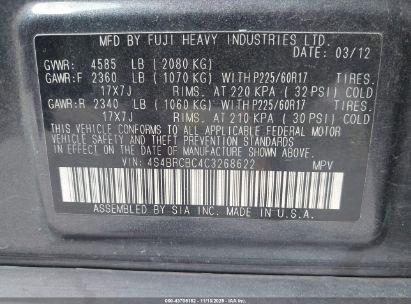 MFD BY FUJI HEAVY INDUSTRIES LTD.
DATE: 03/12
GVWR: 4585 LB (2080 KG)
GAWR:F 2360 LB (1070 KG) WITH P225/60R17 TIRES.
17X7J RIMS. AT 220 KPA (32 PSI) COLD
GAWR:R 2340 LB (1060 KG) WITH P225/60R17 TIRES.
17X7J RIMS. AT 210 KPA (30 PSI) COLD
THIS VEHICLE CONFORMS TO ALL APPLICABLE FEDERAL MOTOR
VEHICLE SAFETY AND THEFT PREVENTION STANDARDS IN EFFECT
ON THE DATE OF MANUFACTURE SHOWN ABOVE.
VIN: 4S4BRCBC4C3268622 MPV
ASSEMBLED BY SIA INC. MADE IN U.S.A.